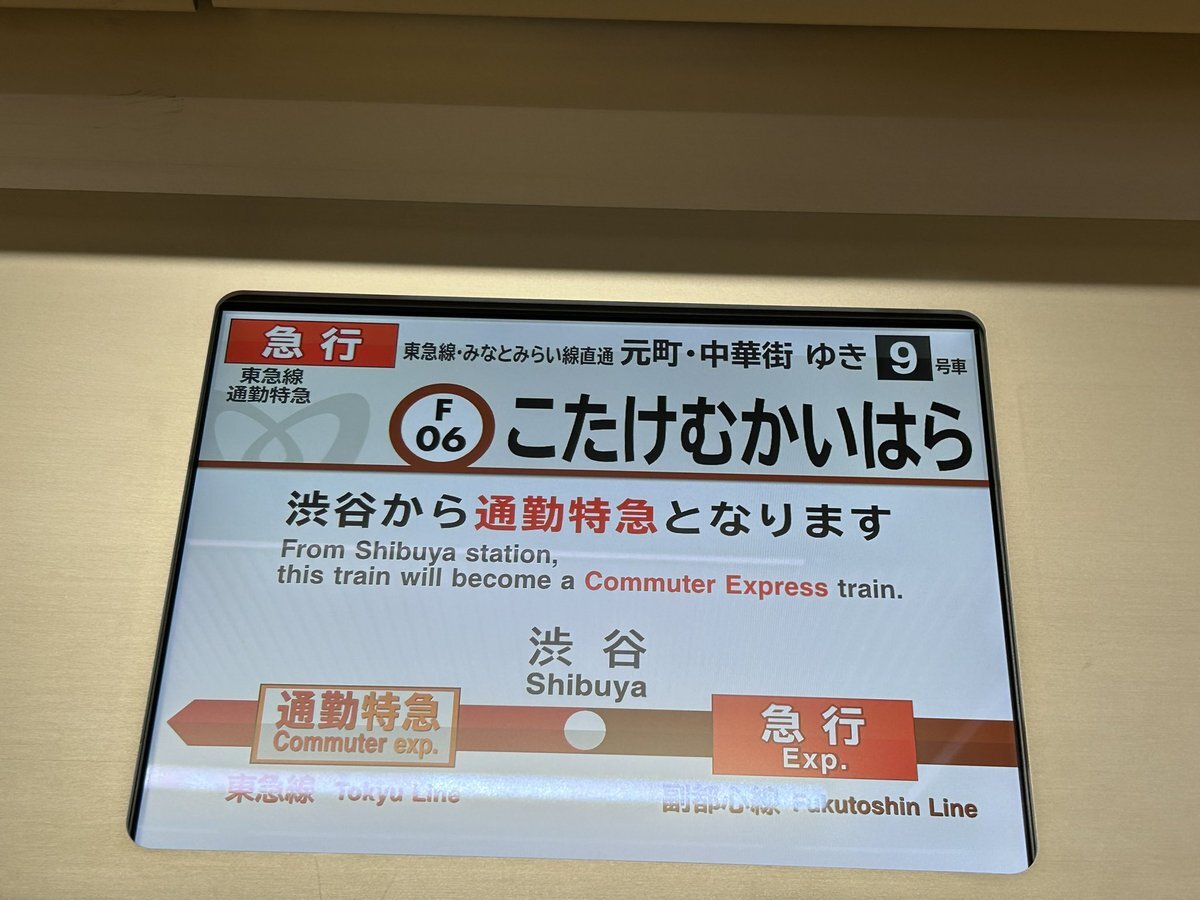 急行 東急線・みなとみらい線直通 元町・中華街 ゆき 9号車
東急線
通勤特急
F
06
こたけむかいはら
渋谷から通勤特急となります
From Shibuya station,
this train will become a Commuter Express train.
渋谷
Shibuya
通勤特急
Commuter exp.
急行
Exp.
東急線 Tokyu Line
副都心線 Fukutoshin Line